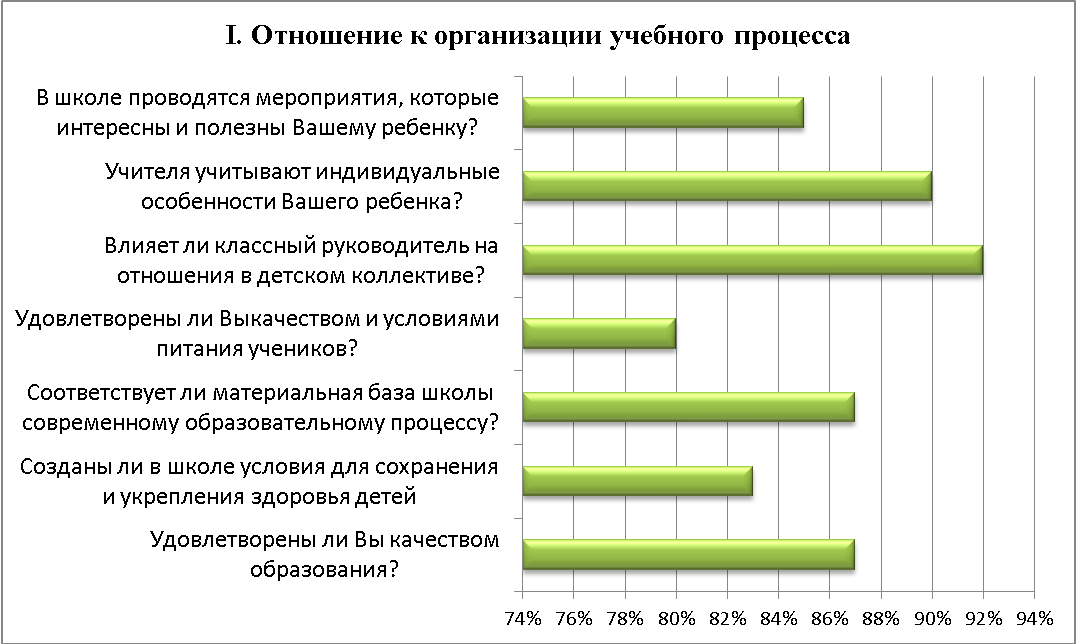 I. Отношение к организации учебного процесса
В школе проводятся мероприятия, которые
интересны и полезны Вашему ребенку?
Учителя учитывают индивидуальные
особенности Вашего ребенка?
Влияет ли классный руководитель на
отношения в детском коллективе?
Удовлетворены ли Выкачеством и условиями
питания учеников?
Соответствует ли материальная база школы
современному образовательному процессу?
Созданы ли в школе условия для сохранения
и укрепления здоровья детей
Удовлетворены ли Вы качеством
образования?
74% 76% 78% 80% 82% 84% 86% 88% 90% 92% 94%